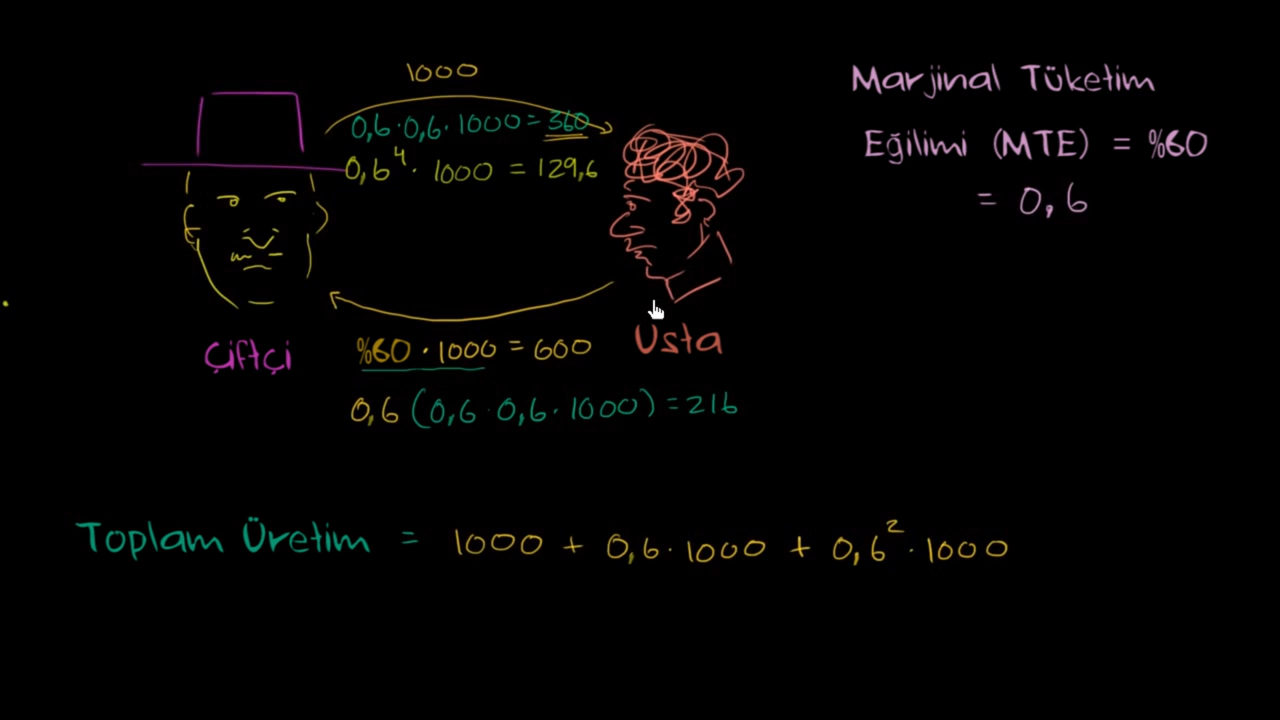 1000
0,6·0,6·1000=360
0,6⁴·1000=129,6
Çiftçi
Usta
%60·1000=600
0,6(0,6·0,6·1000)=216
Marjinal Tüketim
Eğilimi (MTE) = %60
= 0,6
Toplam Üretim = 1000 + 0,6·1000 + 0,6²·1000